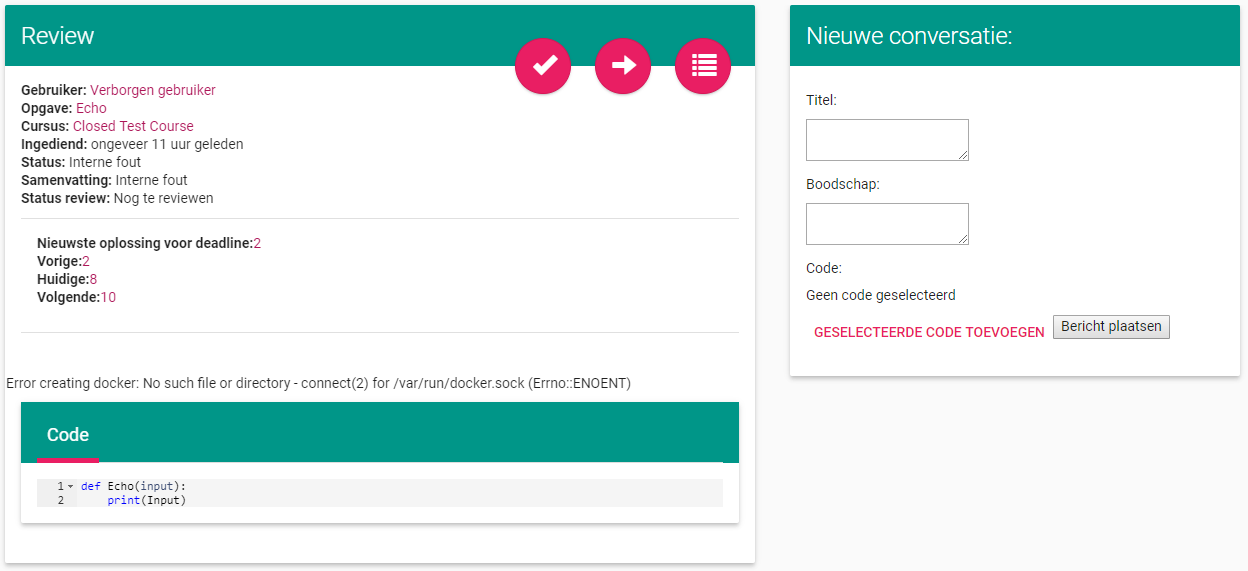 Review
Gebruiker: Verborgen gebruiker
Opgave: Echo
Cursus: Closed Test Course
Ingediend: ongeveer 11 uur geleden
Status: Interne fout
Samenvatting: Interne fout
Status review: Nog te reviewen
Nieuwste oplossing voor deadline:2
Vorige:2
Huidige:8
Volgende:10
Error creating docker: No such file or directory - connect(2) for /var/run/docker.sock (Errno::ENOENT)
Code
1 def Echo(input):
2     print(Input)
Nieuwe conversatie:
Titel:
Boodschap:
Code:
Geen code geselecteerd
GESELECTEERDE CODE TOEVOEGEN Bericht plaatsen